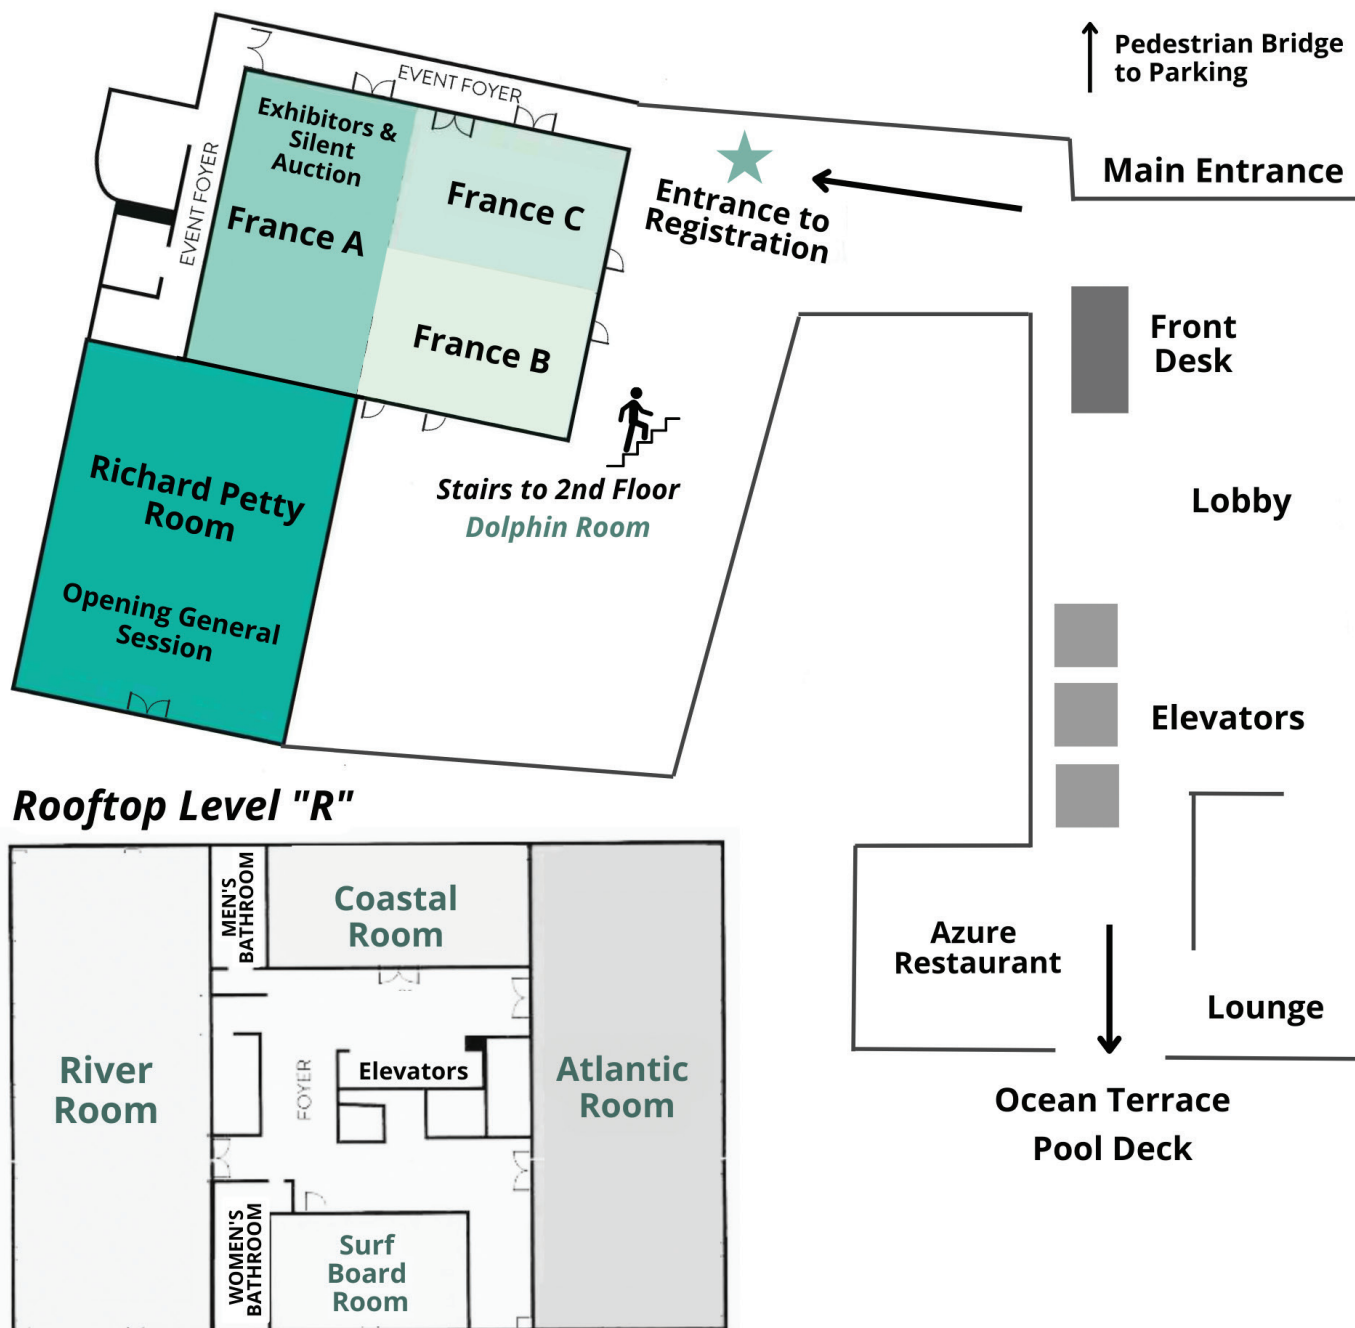 Pedestrian Bridge
to Parking
EVENT FOYER
Exhibitors &
Silent
Auction
EVENT FOYER
France A
France C
France B
Entrance to
Registration
Main Entrance
Front
Desk
Lobby
Stairs to 2nd Floor
Dolphin Room
Richard Petty
Room
Opening General
Session
Elevators
Azure
Restaurant
Lounge
Ocean Terrace
Pool Deck
Rooftop Level "R"
MEN'S
BATHROOM
Coastal
Room
River
Room
FOYER
Elevators
Atlantic
Room
WOMEN'S
BATHROOM
Surf
Board
Room